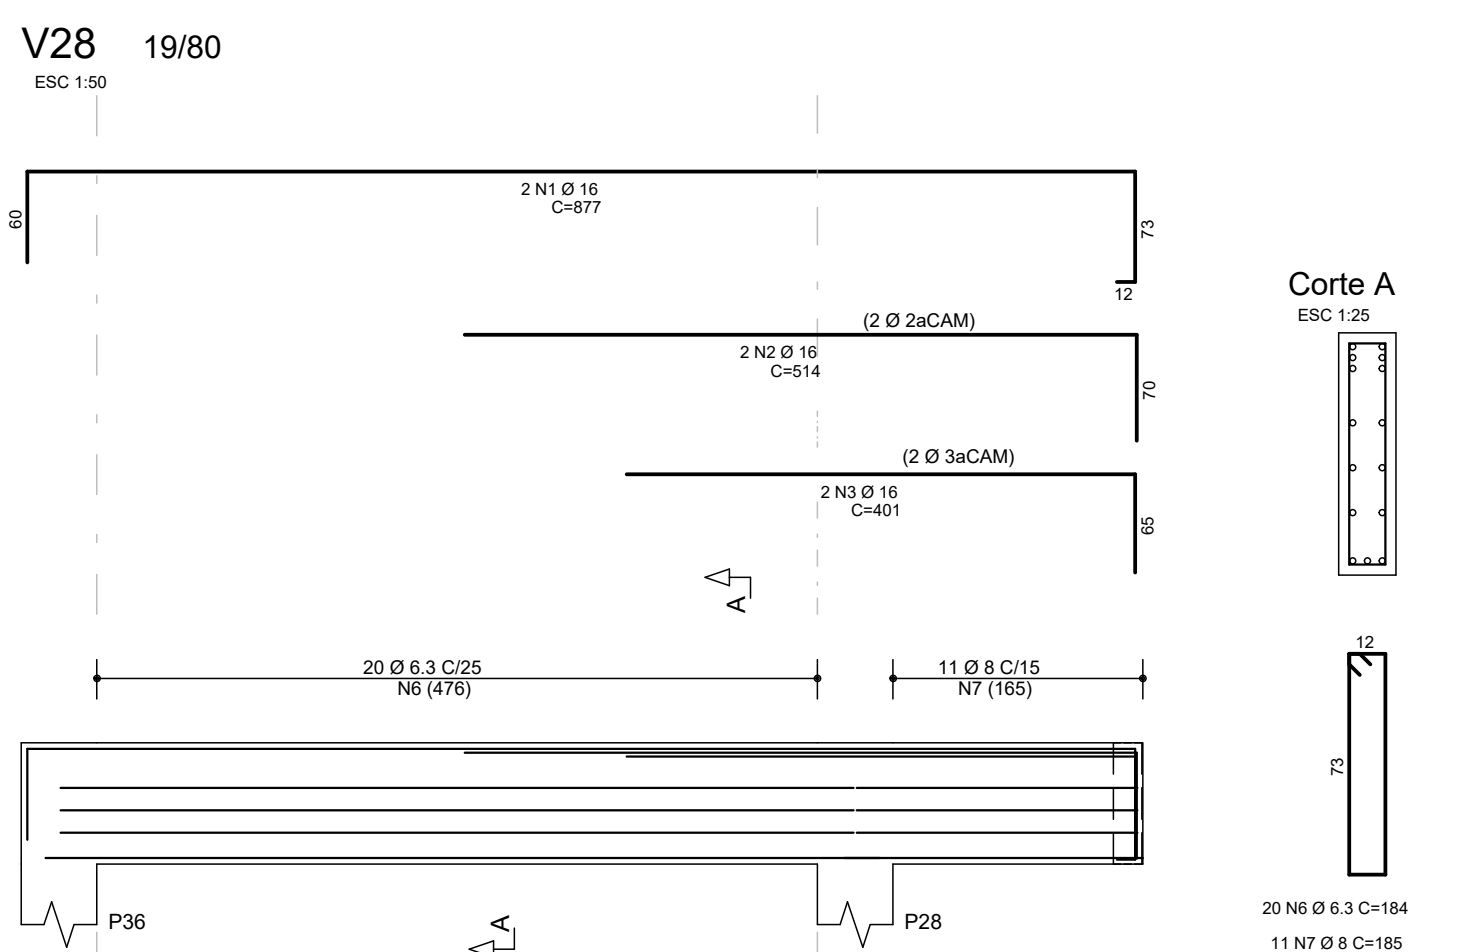 V28 19/80
ESC 1:50
2 N1 Ø 16
C=877
60
73
12
(2 Ø 2aCAM)
2 N2 Ø 16
C=514
70
(2 Ø 3aCAM)
2 N3 Ø 16
C=401
65
A
20 Ø 6.3 C/25
N6 (476)
11 Ø 8 C/15
N7 (165)
P36
A
P28
Corte A
ESC 1:25
12
73
20 N6 Ø 6.3 C=184
11 N7 Ø 8 C=185